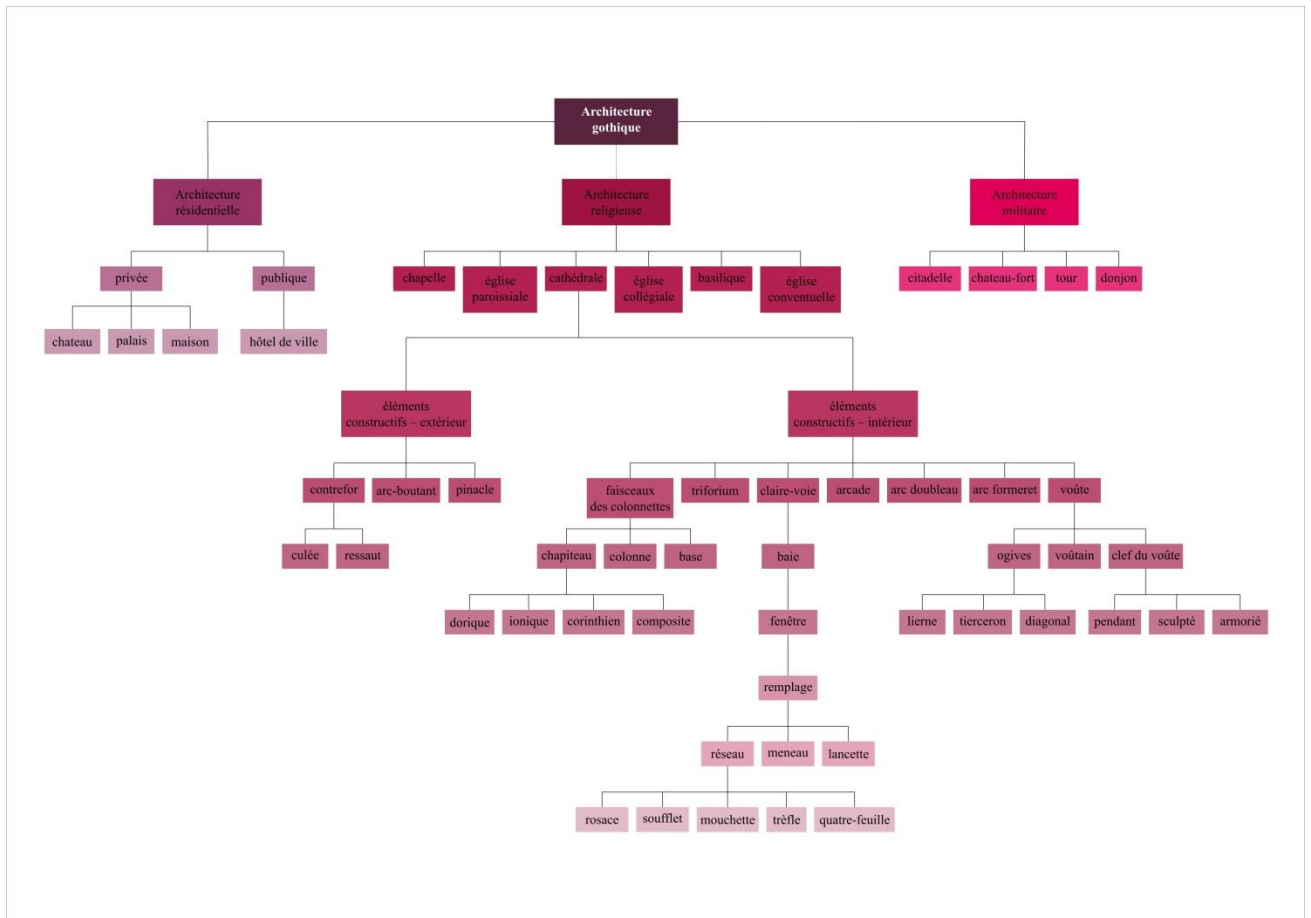 Architecture
gothique
Architecture
résidentielle
Architecture
religieuse
Architecture
militaire
privée
publique
chapelle
église
paroissiale
cathédrale
église
collégiale
basilique
église
conventuelle
citadelle
chateau-fort
tour
donjon
chateau
palais
maison
hôtel de ville
éléments
constructifs – extérieur
éléments
constructifs – intérieur
contrefor
arc-boutant
pinacle
faisceaux
des colonnettes
triforium
claire-voie
arcade
arc doubleau
arc formeret
voûte
culée
ressaut
chapiteau
colonne
base
baie
ogives
voûtain
clef du voûte
dorique
ionique
corinthien
composite
fenêtre
lierne
tierceron
diagonal
pendant
sculpté
armorié
remplage
réseau
meneau
lancette
rosace
soufflet
mouchette
trèfle
quatre-feuille